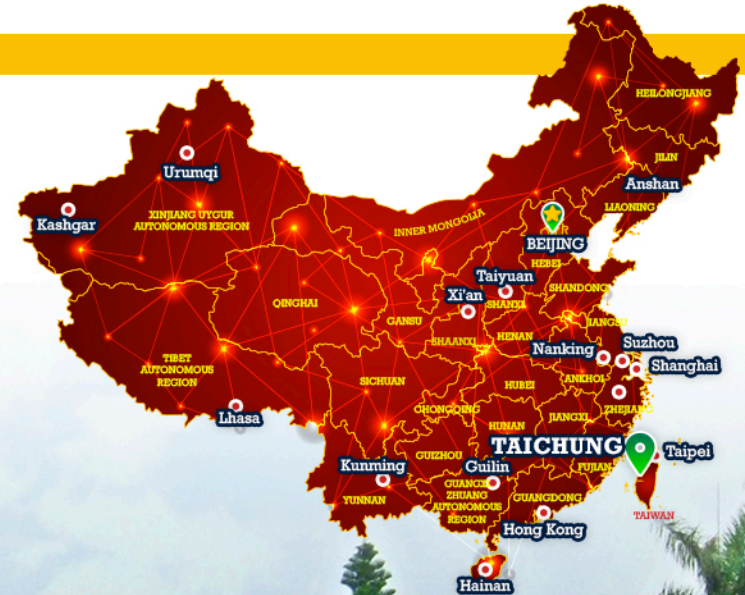 HEILONGJIANG
JILIN
Urumqi
Anshan
Kashgar
XINJIANG UYGUR
AUTONOMOUS REGION
LIAONING
INNER MONGOLIA
BEIJING
HEBEI
Taiyuan
SHANDONG
Xi'an
SHANXI
QINGHAI
GANSU
JIANGSU
SHAANXI
HENAN
Suzhou
Nanking
Shanghai
TIBET
AUTONOMOUS
REGION
SICHUAN
HUBEI
ANKHOI
CHONGQING
ZHEJIANG
Lhasa
JIANGXI
HUNAN
TAICHUNG
Taipei
GUIZHOU
Kunming
Guilin
FUJIAN
YUNNAN
ZHUANG
AUTONOMOUS
REGION
GUANGDONG
TAIWAN
Hong Kong
Hainan